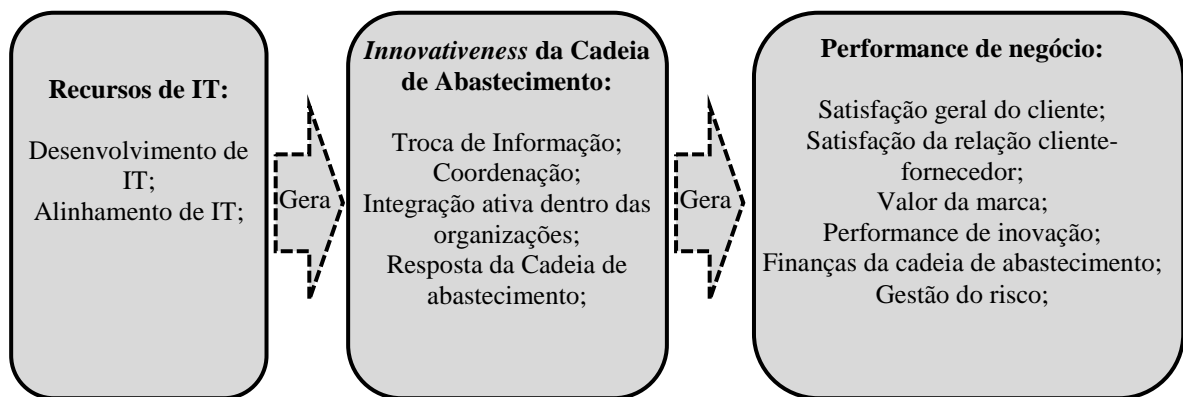 Recursos de IT:
Desenvolvimento de
IT;
Alinhamento de IT;
Gera
Innovativeness da Cadeia
de Abastecimento:
Troca de Informação;
Coordenação;
Integração ativa dentro das
organizações;
Resposta da Cadeia de
abastecimento;
Gera
Performance de negócio:
Satisfação geral do cliente;
Satisfação da relação cliente-
fornecedor;
Valor da marca;
Performance de inovação;
Finanças da cadeia de abastecimento;
Gestão do risco;